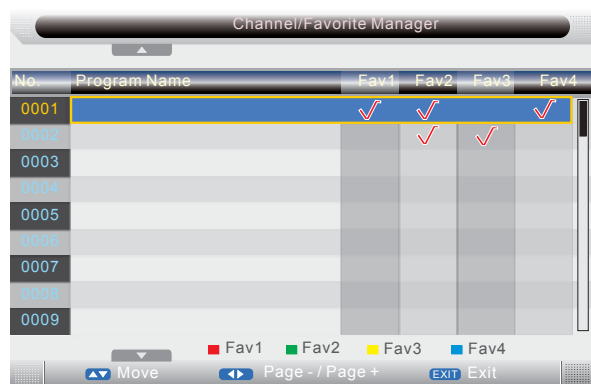 Channel/Favorite Manager
No. Program Name Fav1 Fav2 Fav3 Fav4
0001
0002
0003
0004
0005
0006
0007
0008
0009
Fav1 Fav2 Fav3 Fav4
Move Page - / Page + EXIT Exit